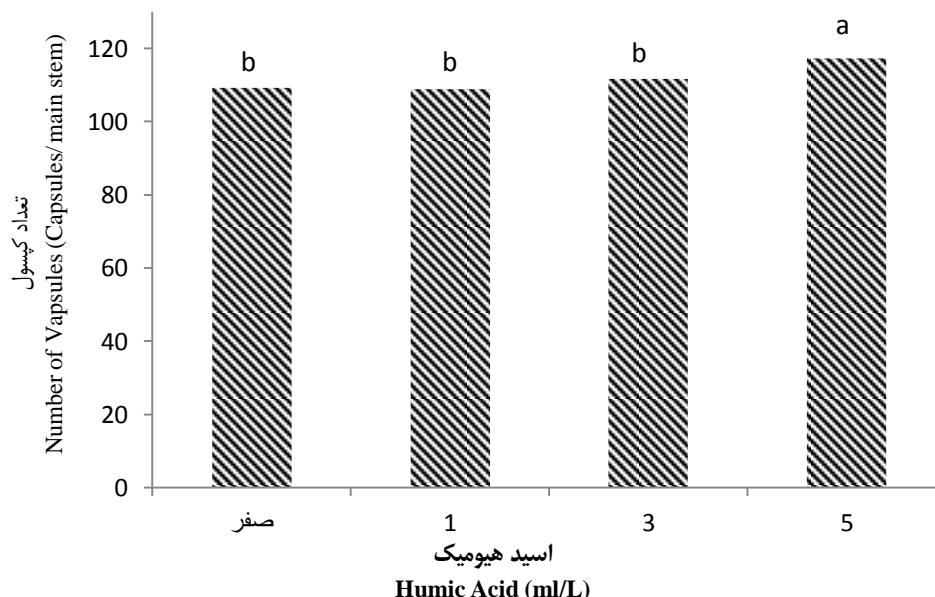 a
b b b
120
100
80
60
40
20
0
تعداد کپسول
Number of Vapsules (Capsules/ main stem)
صفر 1 3 5
اسید هیومیک
Humic Acid (ml/L)